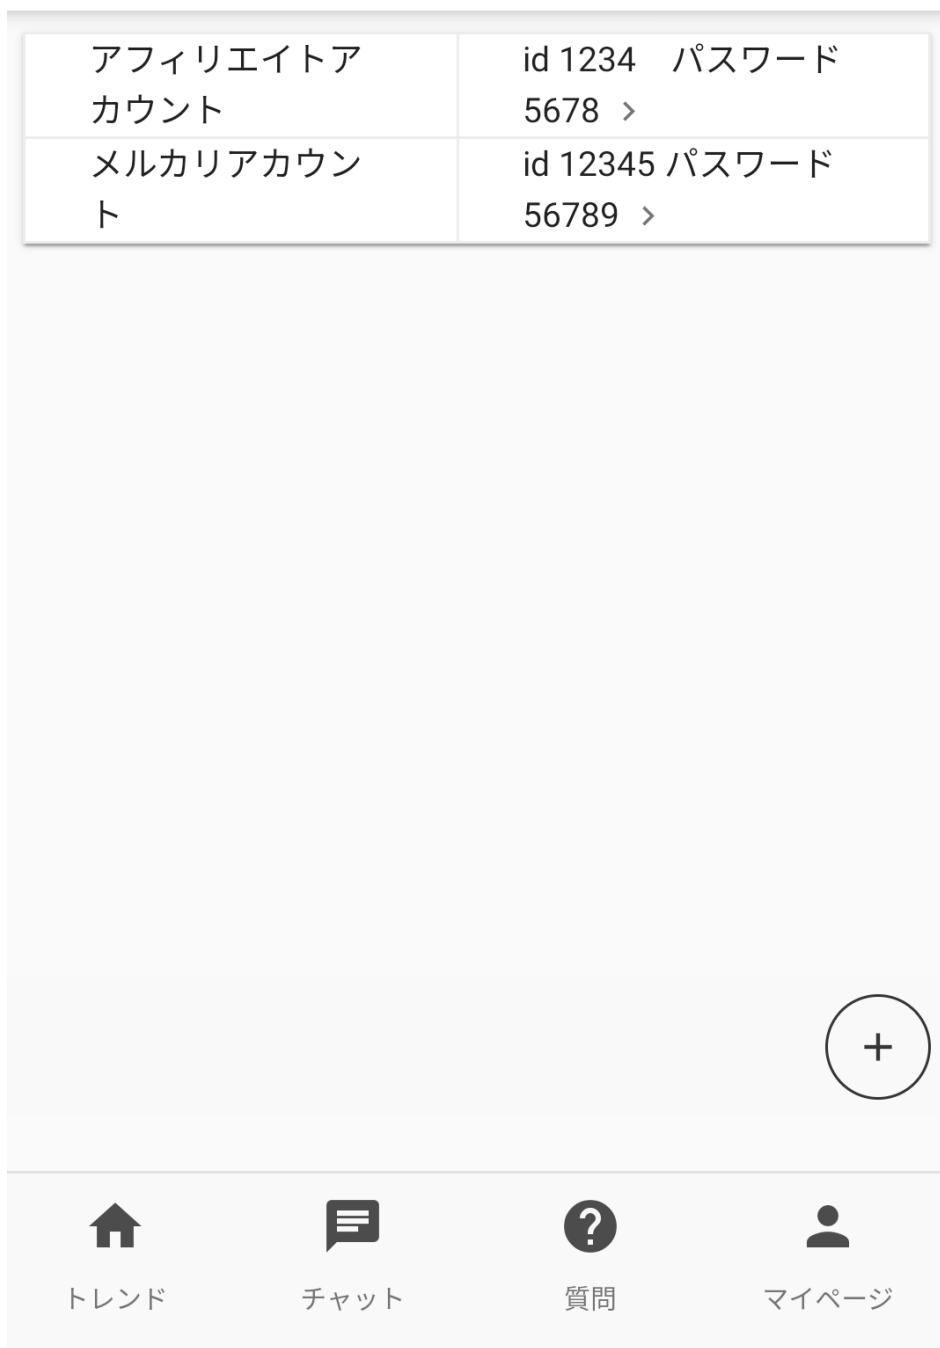 アフィリエイトア
カウント
id 1234　パスワード
5678 >
メルカリアカウン
ト
id 12345 パスワード
56789 >
トレンド
チャット
質問
マイページ